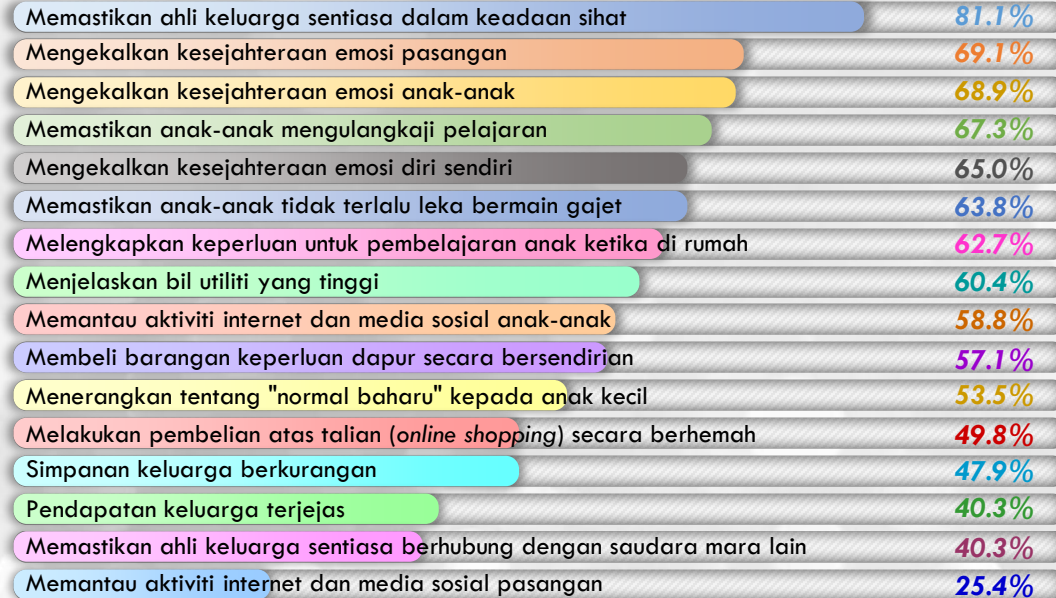 Memastikan ahli keluarga sentiasa dalam keadaan sihat 81.1%
Mengekalkan kesejahteraan emosi pasangan 69.1%
Mengekalkan kesejahteraan emosi anak-anak 68.9%
Memastikan anak-anak mengulangkaji pelajaran 67.3%
Mengekalkan kesejahteraan emosi diri sendiri 65.0%
Memastikan anak-anak tidak terlalu leka bermain gajet 63.8%
Melengkapkan keperluan untuk pembelajaran anak ketika di rumah 62.7%
Menjelaskan bil utiliti yang tinggi 60.4%
Memantau aktiviti internet dan media sosial anak-anak 58.8%
Membeli barangan keperluan dapur secara bersendirian 57.1%
Menerangkan tentang "normal baharu" kepada anak kecil 53.5%
Melakukan pembelian atas talian (online shopping) secara berhemah 49.8%
Simpanan keluarga berkurangan 47.9%
Pendapatan keluarga terjejas 40.3%
Memastikan ahli keluarga sentiasa berhubung dengan saudara mara lain 40.3%
Memantau aktiviti internet dan media sosial pasangan 25.4%